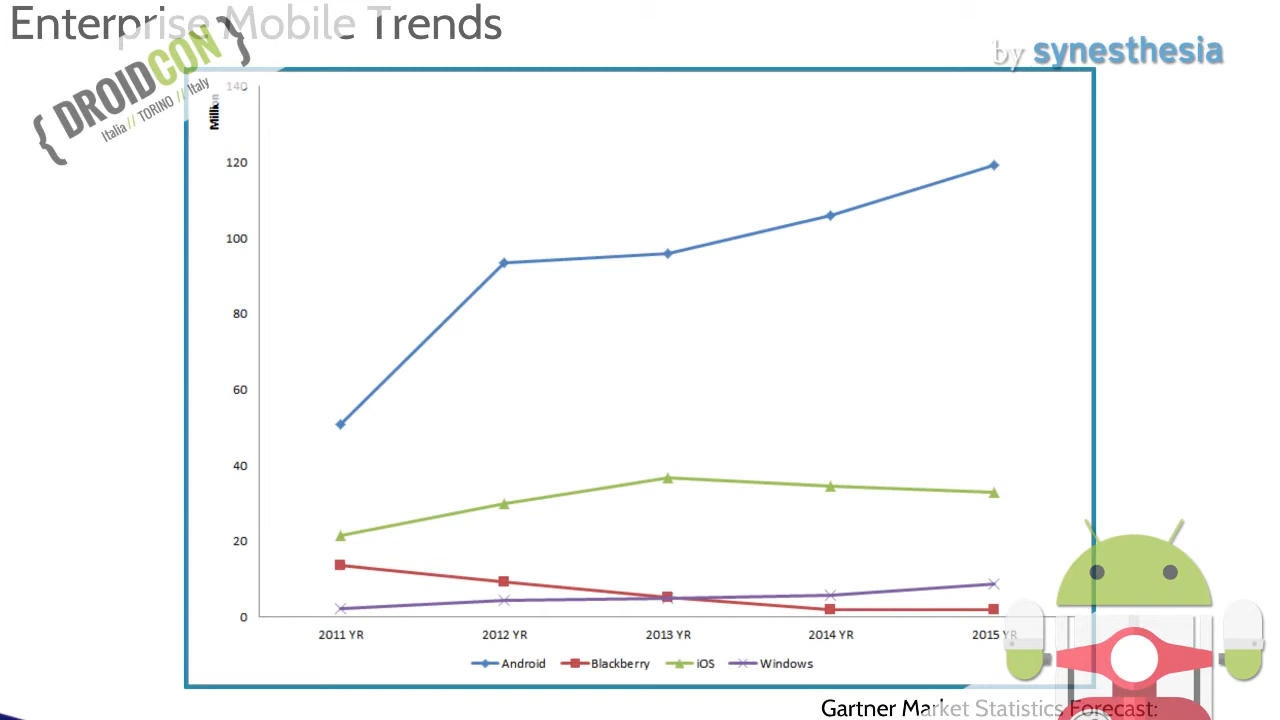 Enterprise Mobile Trends
{ DROIDCON }
Italia // TORINO // Italy
by synesthesia
Million
140
120
100
80
60
40
20
0
2011 YR
2012 YR
2013 YR
2014 YR
2015 YR
Android
Blackberry
iOS
Windows
Gartner Market Statistics Forecast: